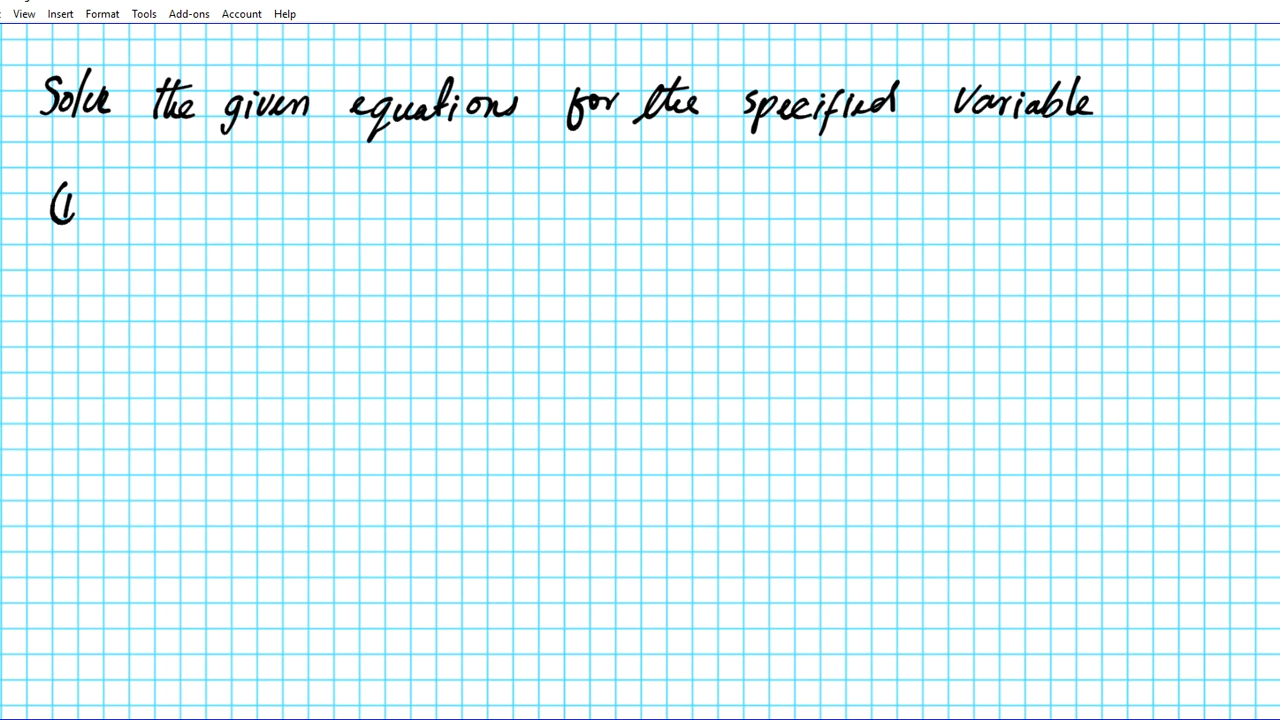 View Insert Format Tools Add-ons Account Help
Solve the given equations for the specified variable
(1